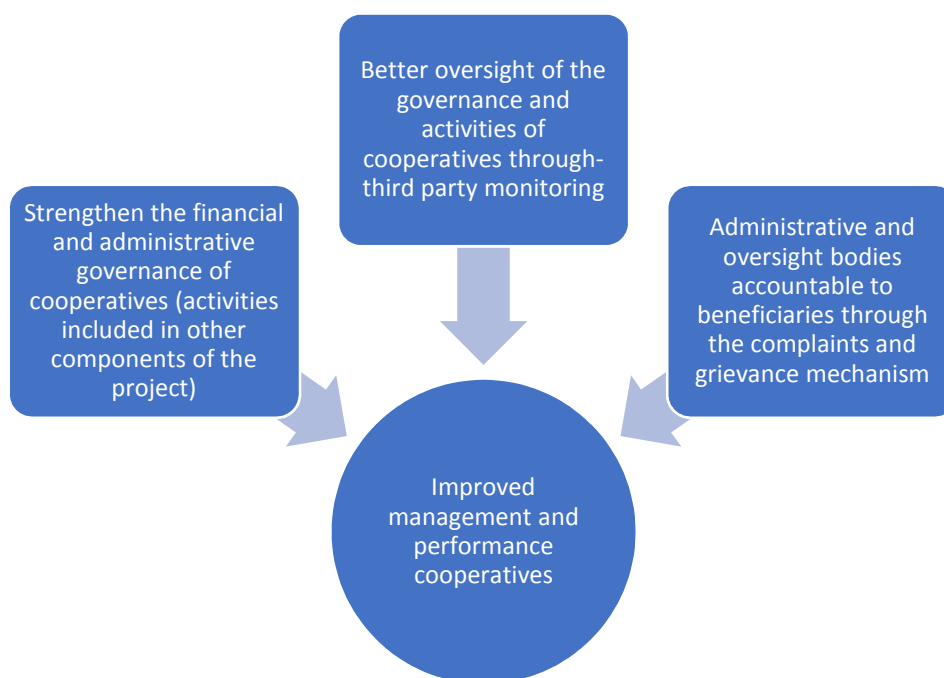 Better oversight of the
governance and
activities of
cooperatives through-
third party monitoring
Strengthen the financial
and administrative
governance of
cooperatives (activities
included in other
components of the
project)
Administrative and
oversight bodies
accountable to
beneficiaries through
the complaints and
grievance mechanism
Improved
management and
performance
cooperatives